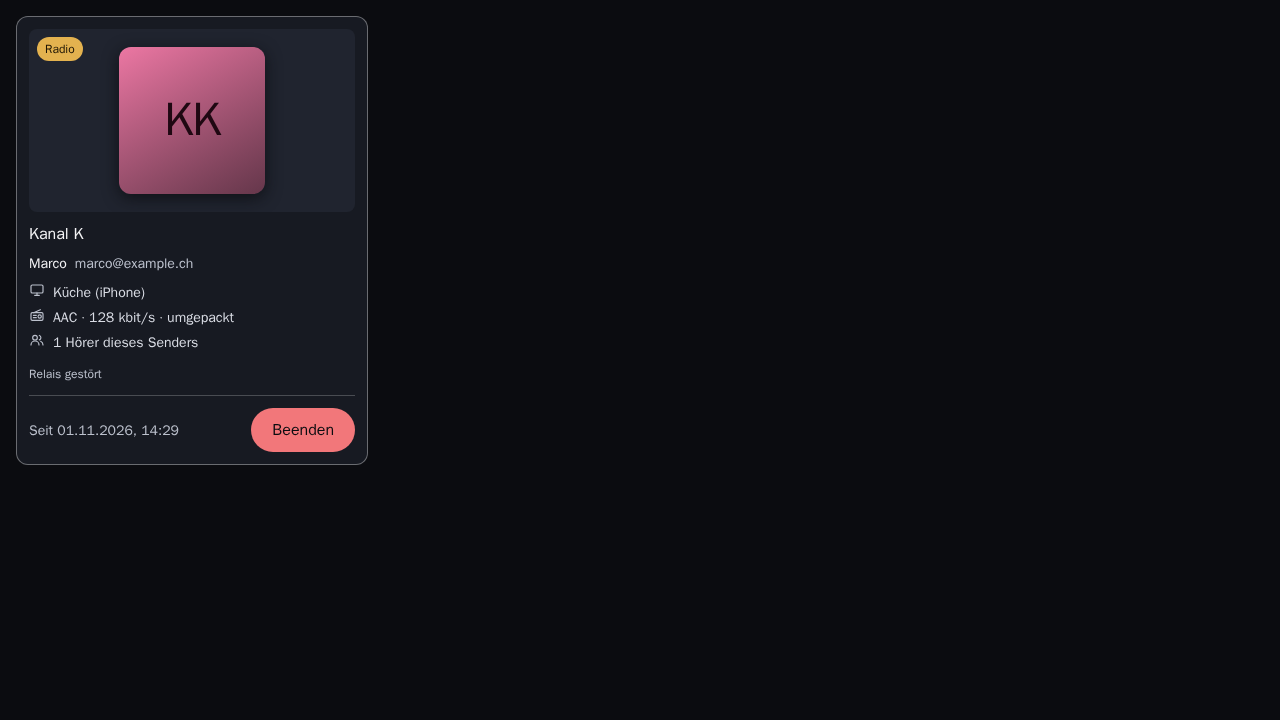 Radio
KK
Kanal K
Marco marco@example.ch
Küche (iPhone)
AAC · 128 kbit/s · umgepackt
1 Hörer dieses Senders
Relais gestört
Seit 01.11.2026, 14:29
Beenden